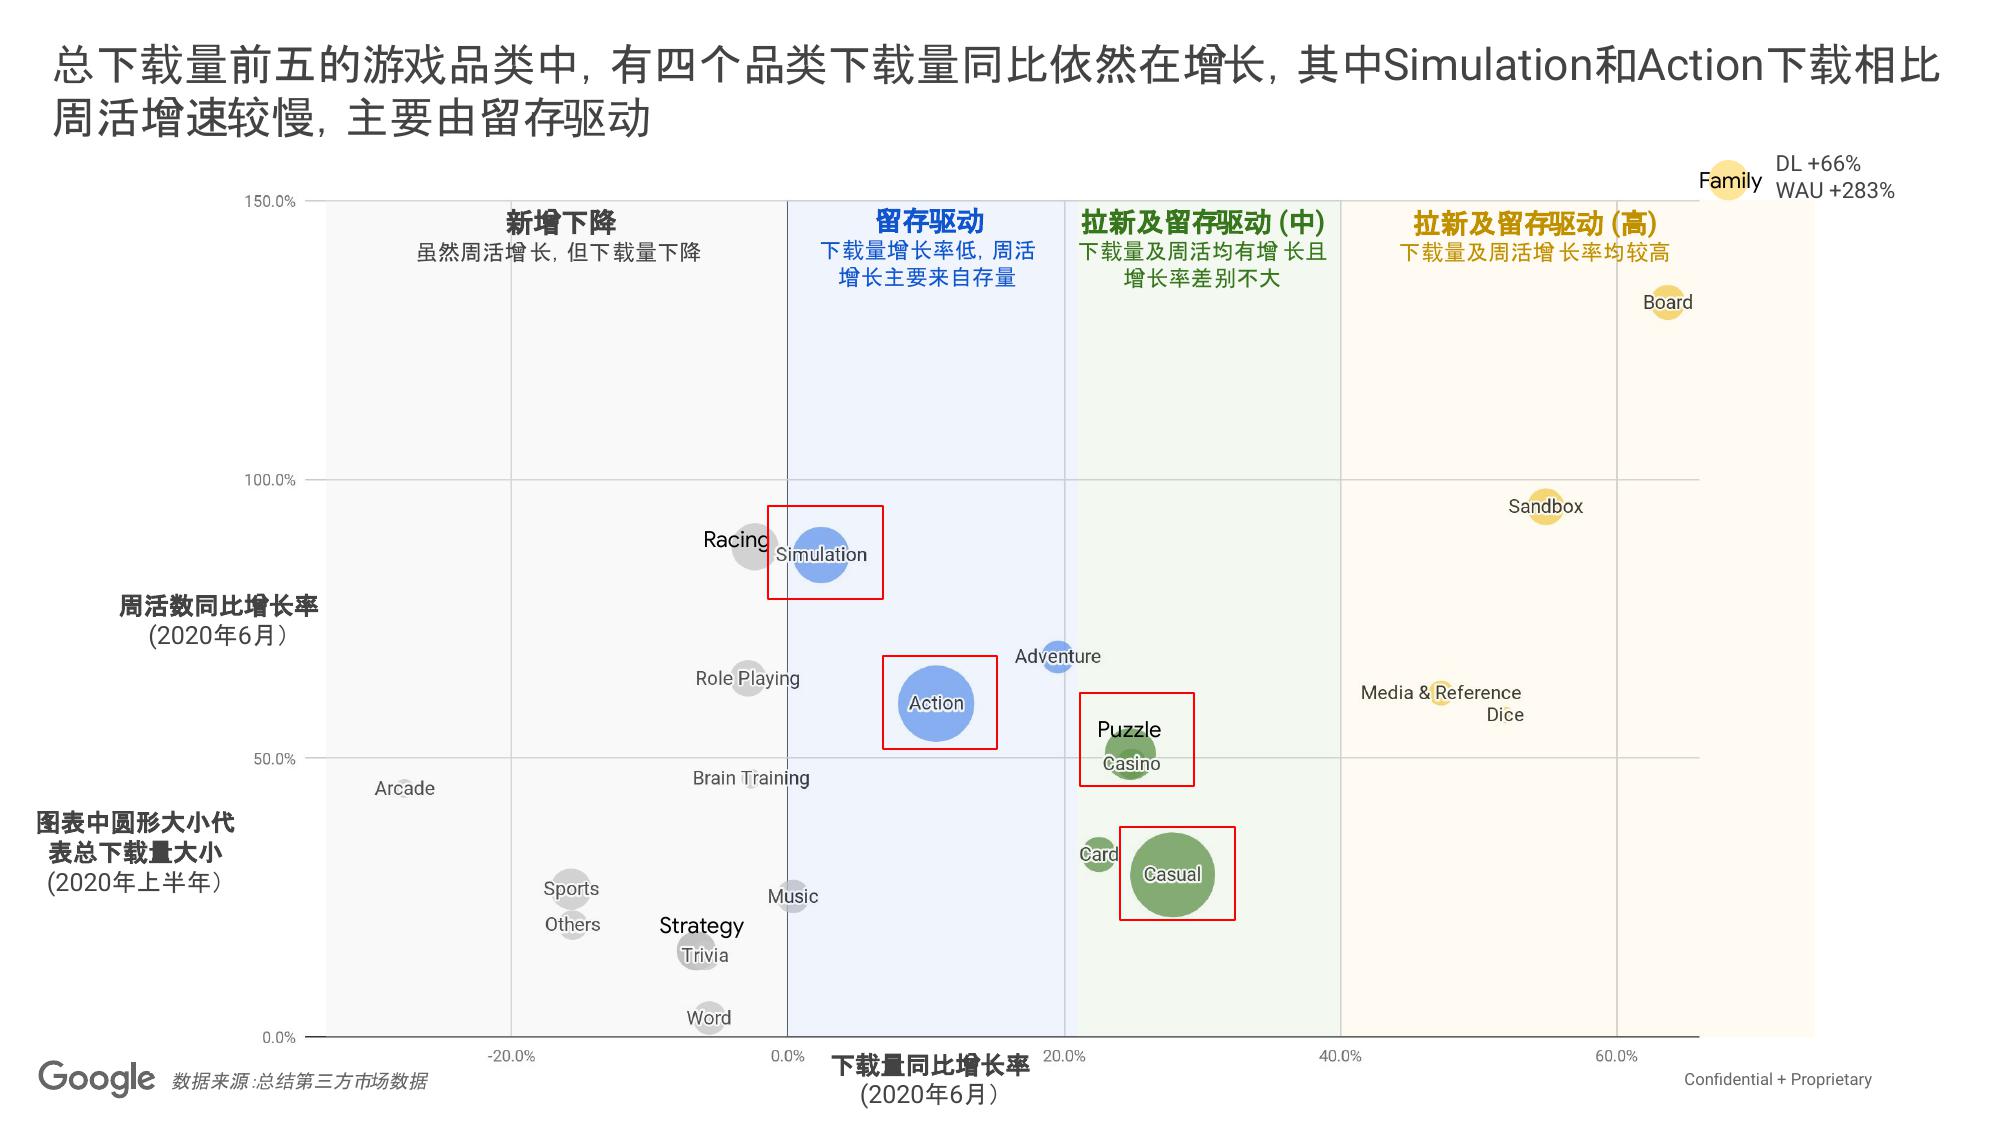 总下载量前五的游戏品类中, 有四个品类下载量同比依然在增长, 其中Simulation和Action下载相比
周活增速较慢, 主要由留存驱动
Family
DL +66%
WAU +283%
150.0%
新增下降
虽然周活增长, 但下载量下降
留存驱动
下载量增长率低, 周活
增长主要来自存量
拉新及留存驱动 (中)
下载量及周活均有增长且
增长率差别不大
拉新及留存驱动 (高)
下载量及周活增长率均较高
Board
100.0%
Sandbox
Racing
Simulation
周活数同比增长率
(2020年6月)
Adventure
Role Playing
Action
Media & Reference
Dice
Puzzle
Casino
50.0%
Brain Training
Arcade
图表中圆形大小代
表总下载量大小
(2020年上半年)
Card
Casual
Sports
Music
Others
Strategy
Trivia
Word
0.0%
-20.0%
0.0%
20.0%
40.0%
60.0%
下载量同比增长率
(2020年6月)
Google
数据来源:总结第三方市场数据
Confidential + Proprietary